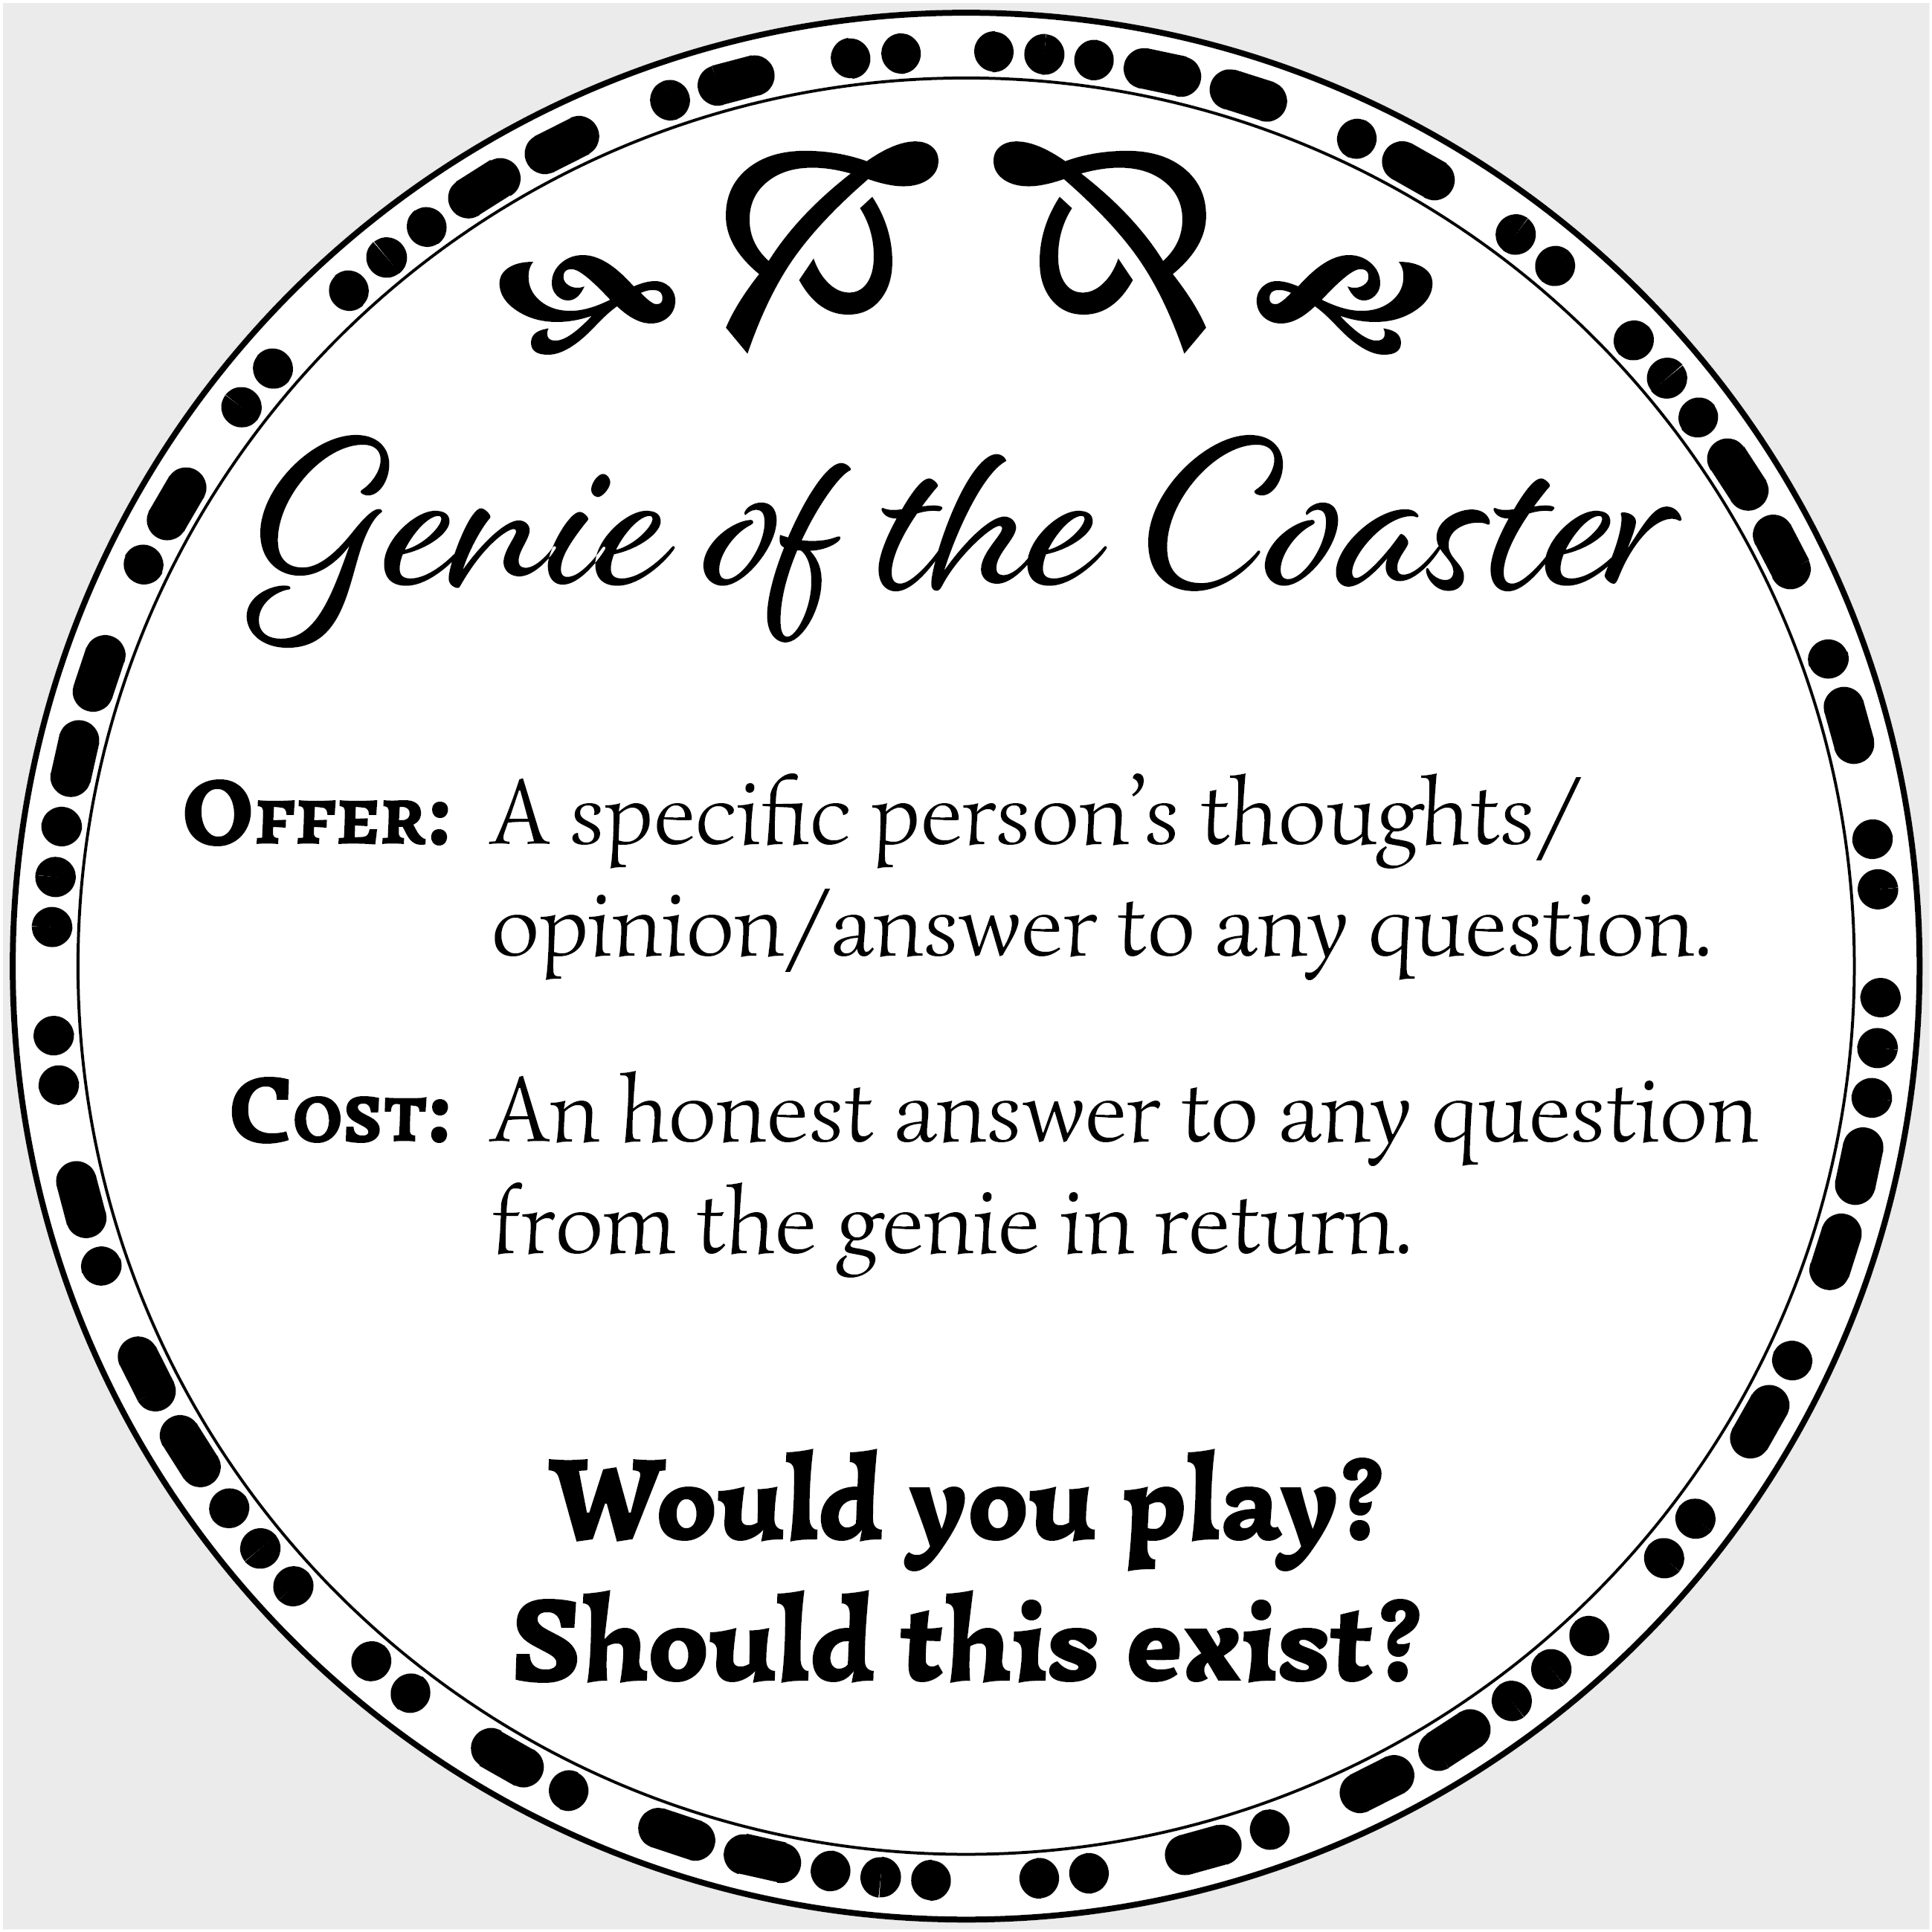 Genie of the Coaster
OFFER: A specific person's thoughts/
opinion/answer to any question.
COST: An honest answer to any question
from the genie in return.
Would you play?
Should this exist?